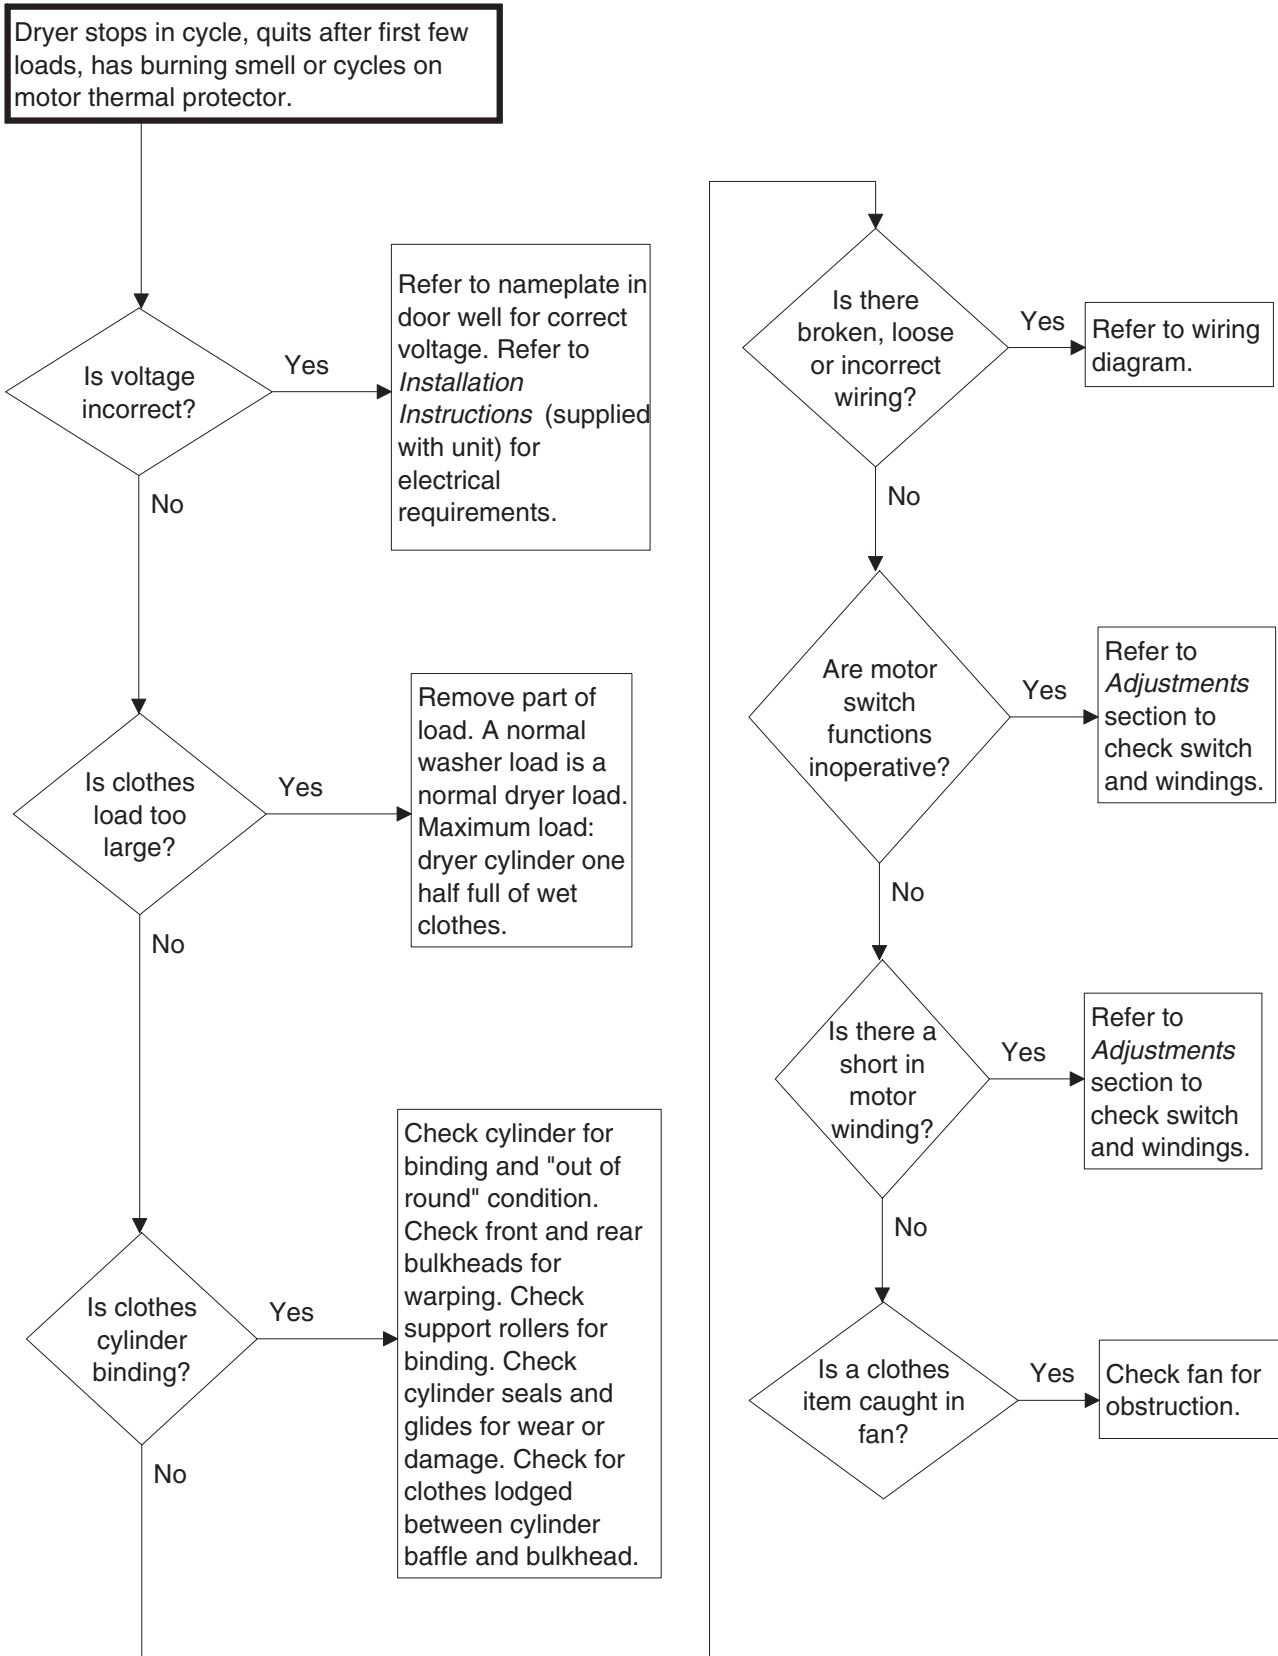 Dryer stops in cycle, quits after first few
loads, has burning smell or cycles on
motor thermal protector.
Is voltage
incorrect?
Yes
Refer to nameplate in
door well for correct
voltage. Refer to
Installation
Instructions (supplied
with unit) for
electrical
requirements.
No
Is clothes
load too
large?
Yes
Remove part of
load. A normal
washer load is a
normal dryer load.
Maximum load:
dryer cylinder one
half full of wet
clothes.
No
Is clothes
cylinder
binding?
Yes
Check cylinder for
binding and "out of
round" condition.
Check front and rear
bulkheads for
warping. Check
support rollers for
binding. Check
cylinder seals and
glides for wear or
damage. Check for
clothes lodged
between cylinder
baffle and bulkhead.
No
Is there
broken, loose
or incorrect
wiring?
Yes
Refer to wiring
diagram.
No
Are motor
switch
functions
inoperative?
Yes
Refer to
Adjustments
section to
check switch
and windings.
No
Is there a
short in
motor
winding?
Yes
Refer to
Adjustments
section to
check switch
and windings.
No
Is a clothes
item caught in
fan?
Yes
Check fan for
obstruction.